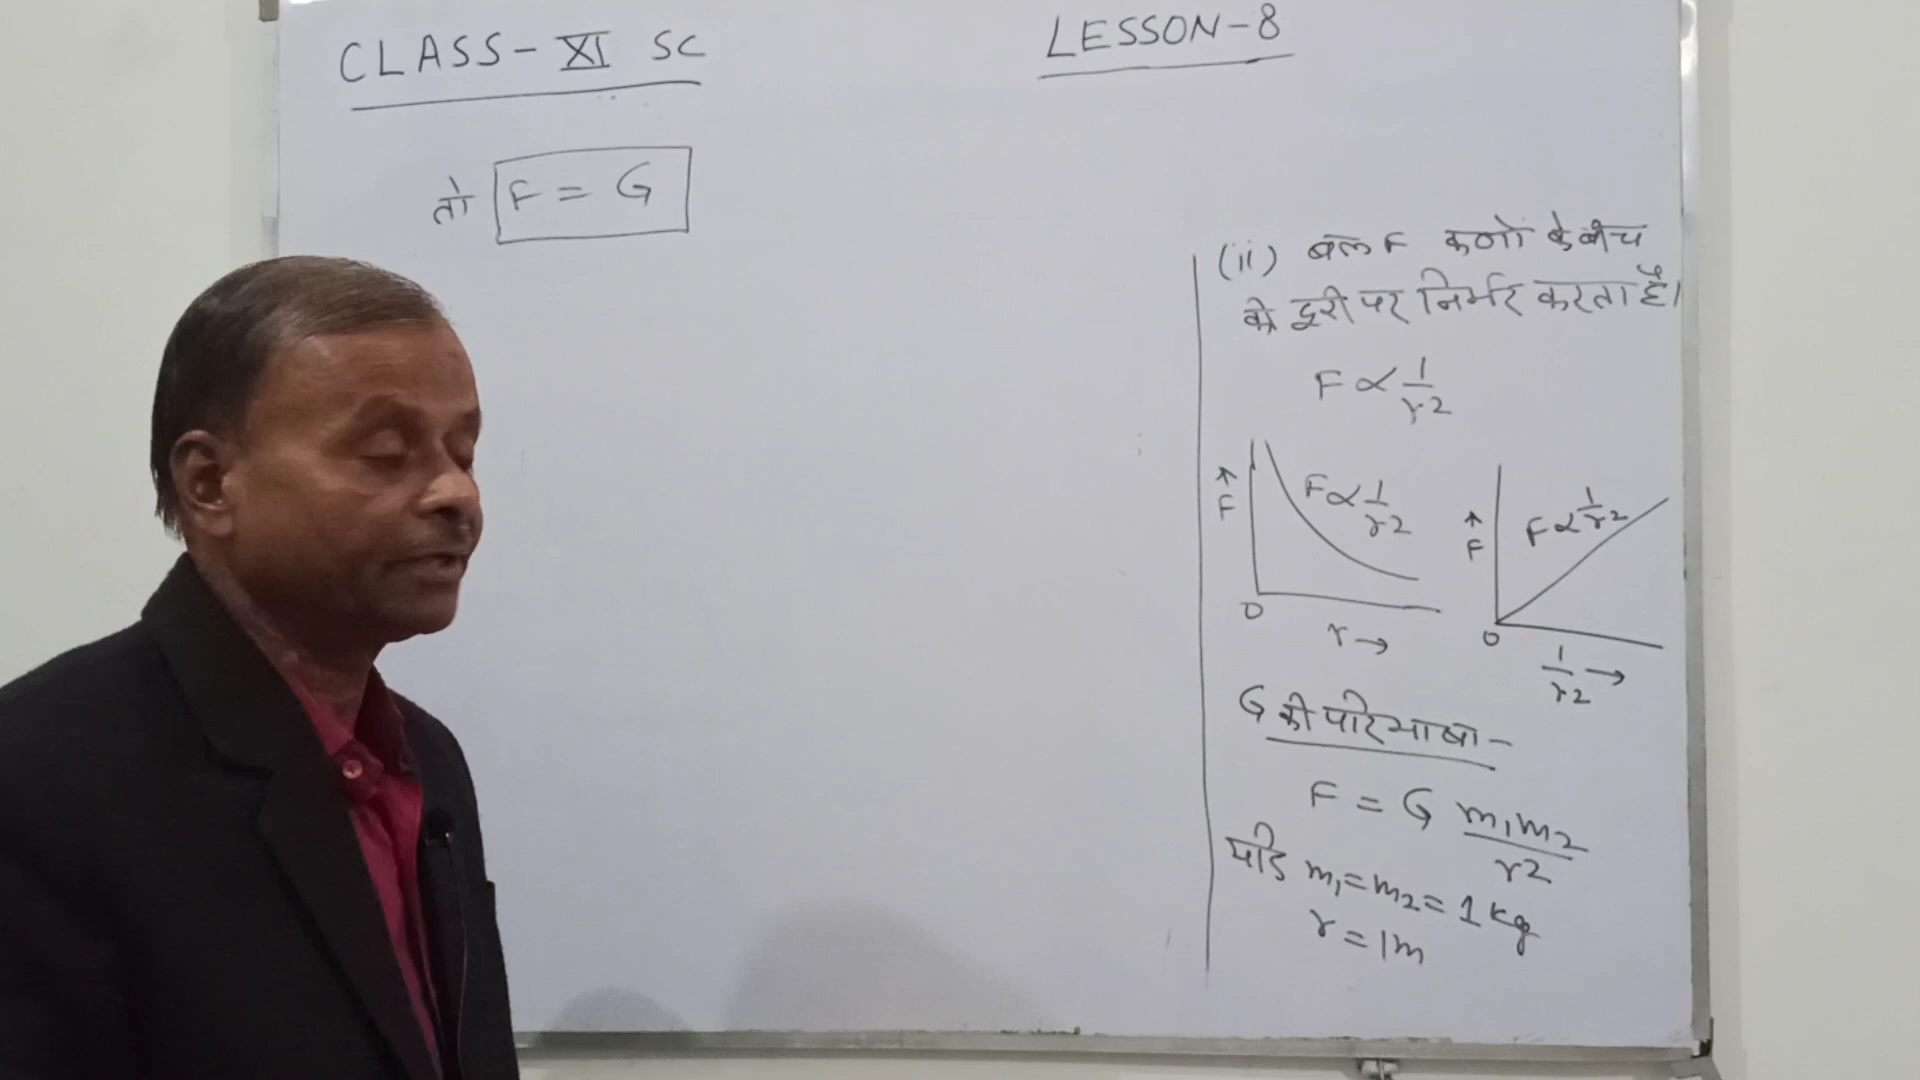 CLASS-XI SC
LESSON-8
तो F = G
(ii) बल F कणों के बीच
की दूरी पर निर्भर करता है।
F ∝ 1/r2
↑ F
F ∝ 1/r2
O
r →
↑ F
F ∝ 1/r2
O
1/r2 →
G की परिभाषा -
F = G m1m2/r2
यदि m1 = m2 = 1 kg
r = 1m